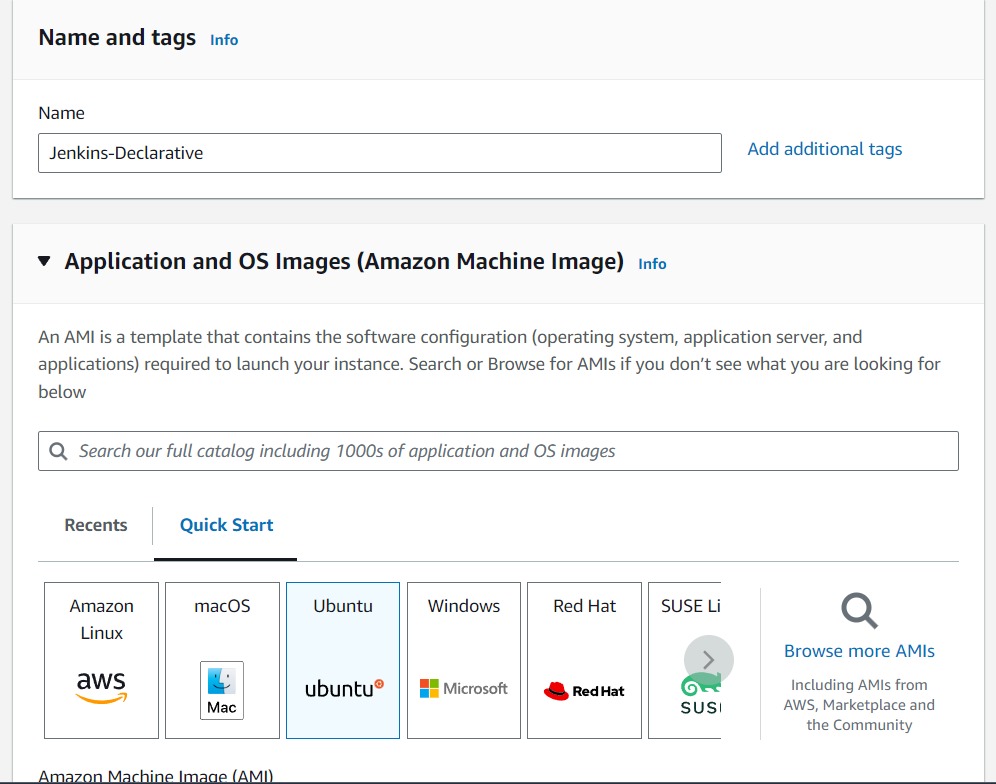 Name and tags Info
Name
Jenkins-Declarative
Add additional tags
Application and OS Images (Amazon Machine Image) Info
An AMI is a template that contains the software configuration (operating system, application server, and
applications) required to launch your instance. Search or Browse for AMIs if you don’t see what you are looking for
below
Search our full catalog including 1000s of application and OS images
Recents
Quick Start
Amazon
Linux
aws
macOS
Mac
Ubuntu
ubuntu
Windows
Microsoft
Red Hat
Red Hat
SUSE Li
SUS
Browse more AMIs
Including AMIs from
AWS, Marketplace and
the Community
Amazon Machine Image (AMI)